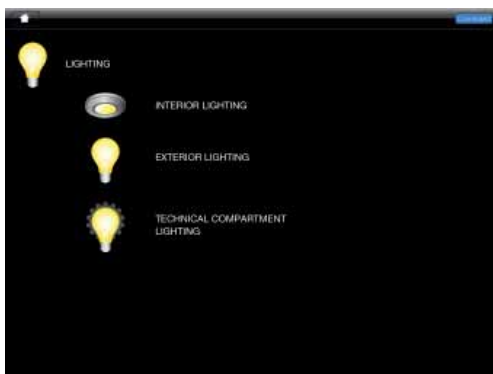 LIGHTING
INTERIOR LIGHTING
EXTERIOR LIGHTING
TECHNICAL COMPARTMENT
LIGHTING